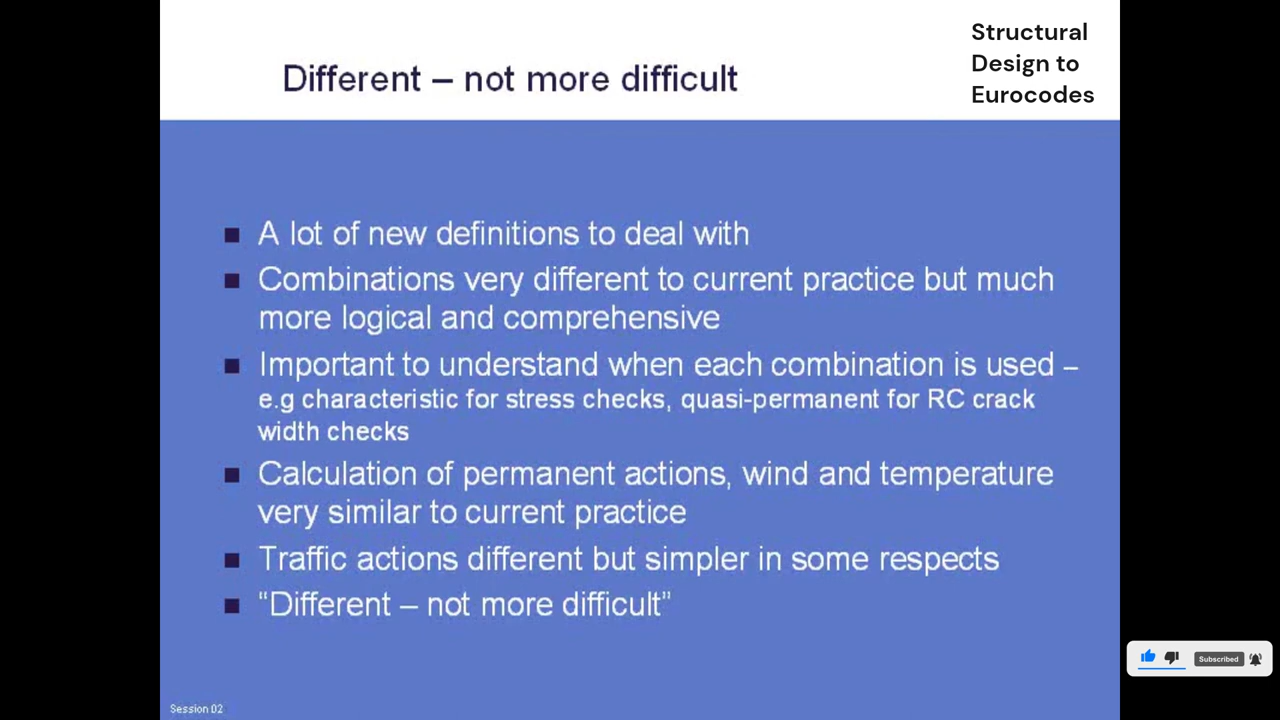 Different – not more difficult
Structural
Design to
Eurocodes
A lot of new definitions to deal with
Combinations very different to current practice but much
more logical and comprehensive
Important to understand when each combination is used –
e.g characteristic for stress checks, quasi-permanent for RC crack
width checks
Calculation of permanent actions, wind and temperature
very similar to current practice
Traffic actions different but simpler in some respects
“Different – not more difficult”
Subscribed
Session 02